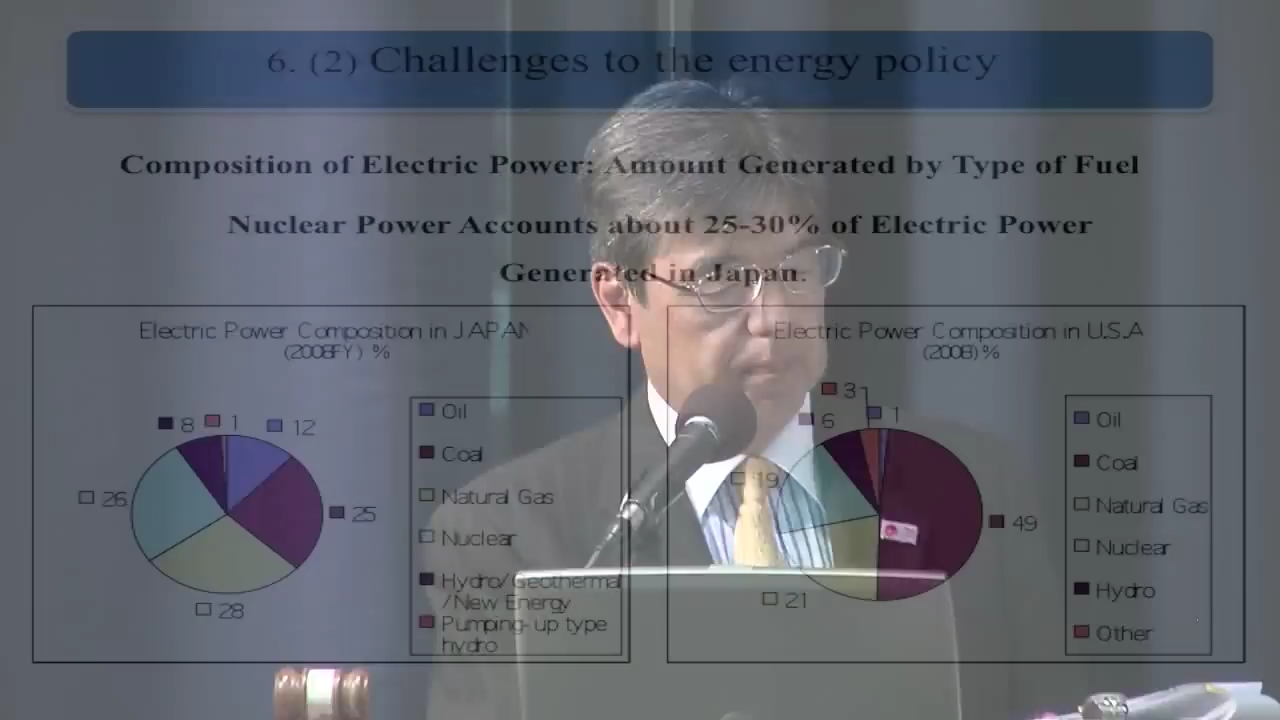 6. (2) Challenges to the energy policy
Composition of Electric Power: Amount Generated by Type of Fuel
Nuclear Power Accounts about 25-30% of Electric Power
Generated in Japan.
Electric Power Composition in JAPAN
(2008FY) %
8
1
12
26
25
28
Oil
Coal
Natural Gas
Nuclear
Hydro/Geothermal
/New Energy
Pumping-up type
hydro
Electric Power Composition in U.S.A
(2008)%
3
1
6
19
49
21
Oil
Coal
Natural Gas
Nuclear
Hydro
Other